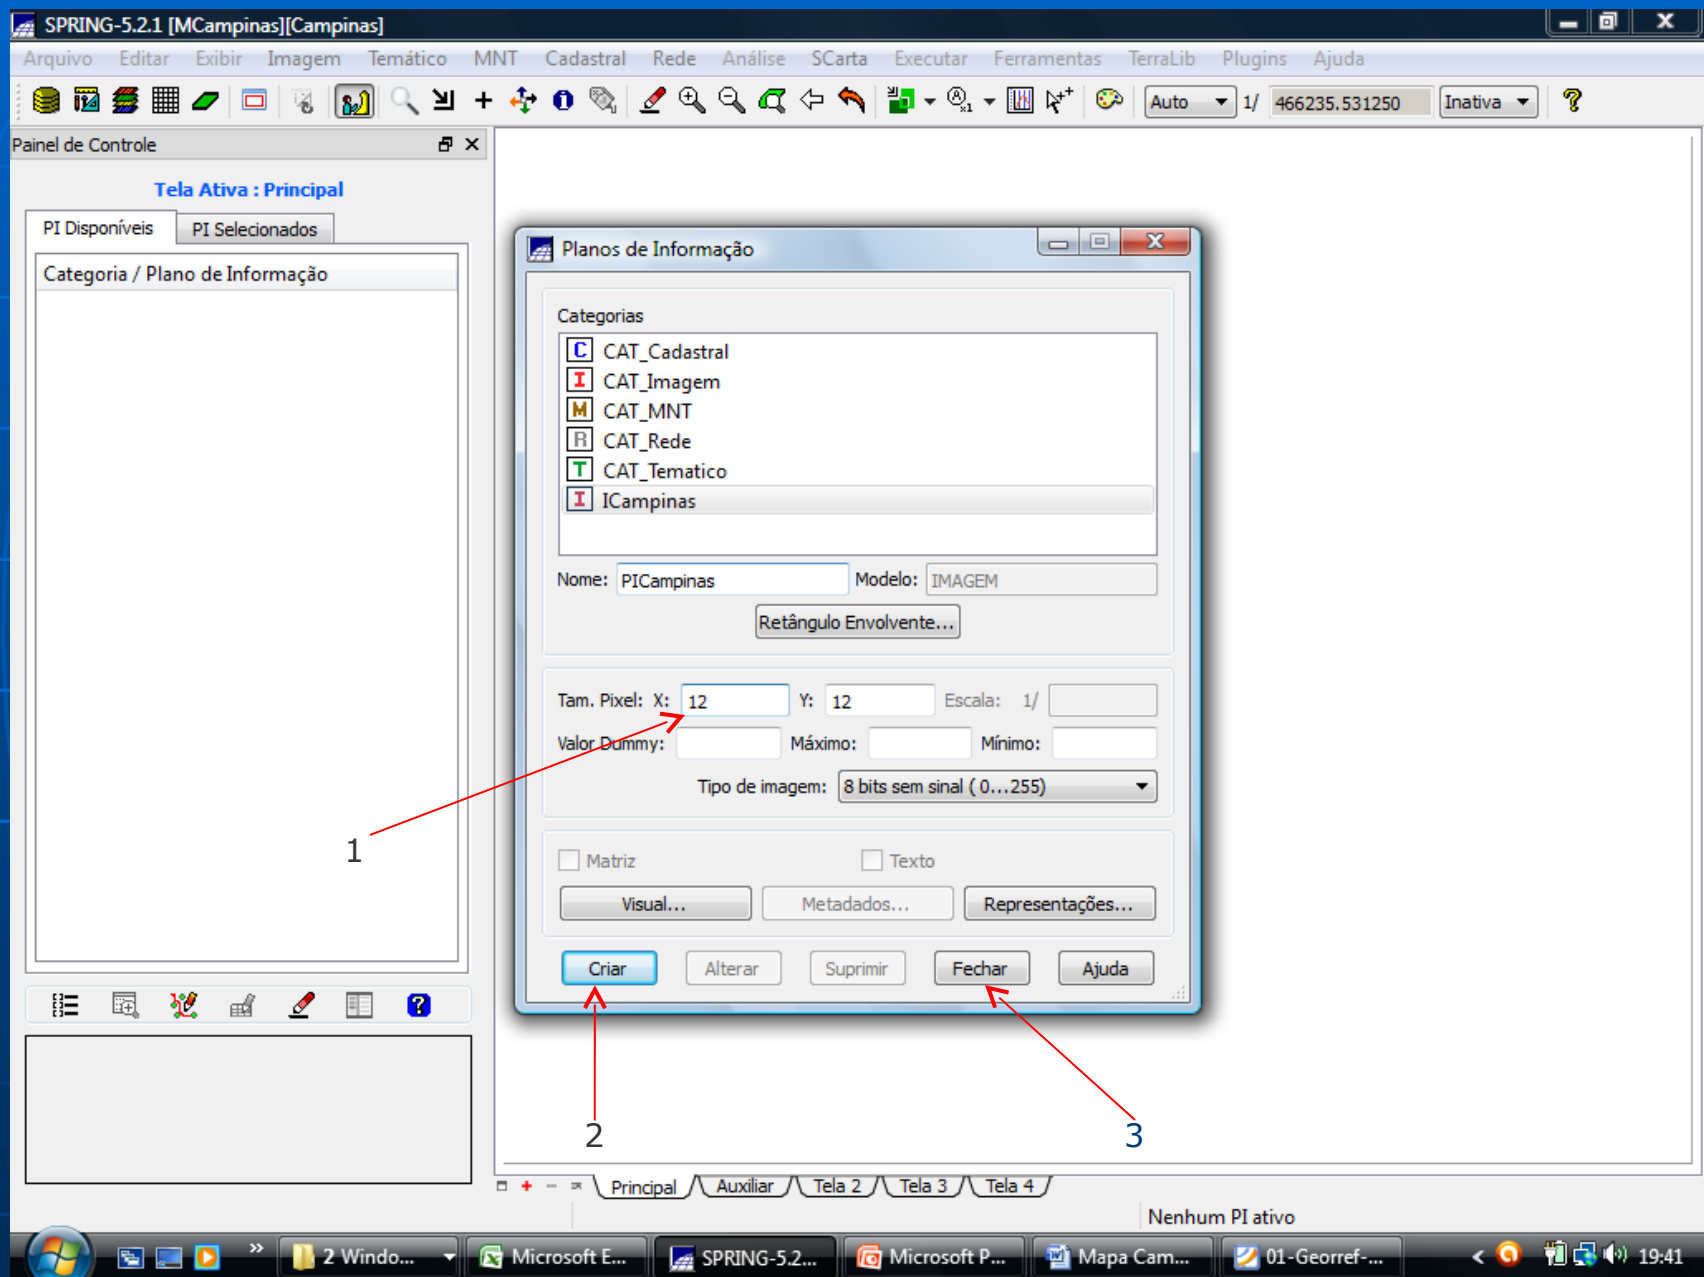 SPRING-5.2.1 [MCampinas][Campinas]
Arquivo Editar Exibir Imagem Temático MNT Cadastral Rede Análise SCarta Executar Ferramentas TerraLib Plugins Ajuda
Auto 1/ 466235.531250 Inativa
Painel de Controle
Tela Ativa : Principal
PI Disponíveis PI Selecionados
Categoria / Plano de Informação
Planos de Informação
Categorias
C CAT_Cadastral
I CAT_Imagem
M CAT_MNT
R CAT_Rede
T CAT_Tematico
I ICampinas
Nome: PICampinas Modelo: IMAGEM
Retângulo Envolvente...
Tam. Pixel: X: 12 Y: 12 Escala: 1/
Valor Dummy: Máximo: Mínimo:
Tipo de imagem: 8 bits sem sinal ( 0...255)
1
Matriz Texto
Visual... Metadados... Representações...
Criar Alterar Suprimir Fechar Ajuda
2 3
Principal Auxiliar Tela 2 Tela 3 Tela 4
Nenhum PI ativo
2 Windo... Microsoft E... SPRING-5.2... Microsoft P... Mapa Cam... 01-Georref-... 19:41